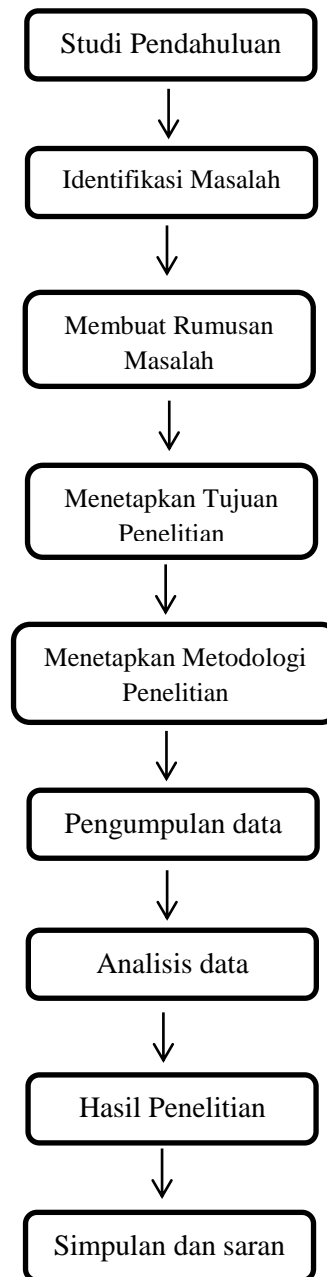 Studi Pendahuluan
Identifikasi Masalah
Membuat Rumusan
Masalah
Menetapkan Tujuan
Penelitian
Menetapkan Metodologi
Penelitian
Pengumpulan data
Analisis data
Hasil Penelitian
Simpulan dan saran